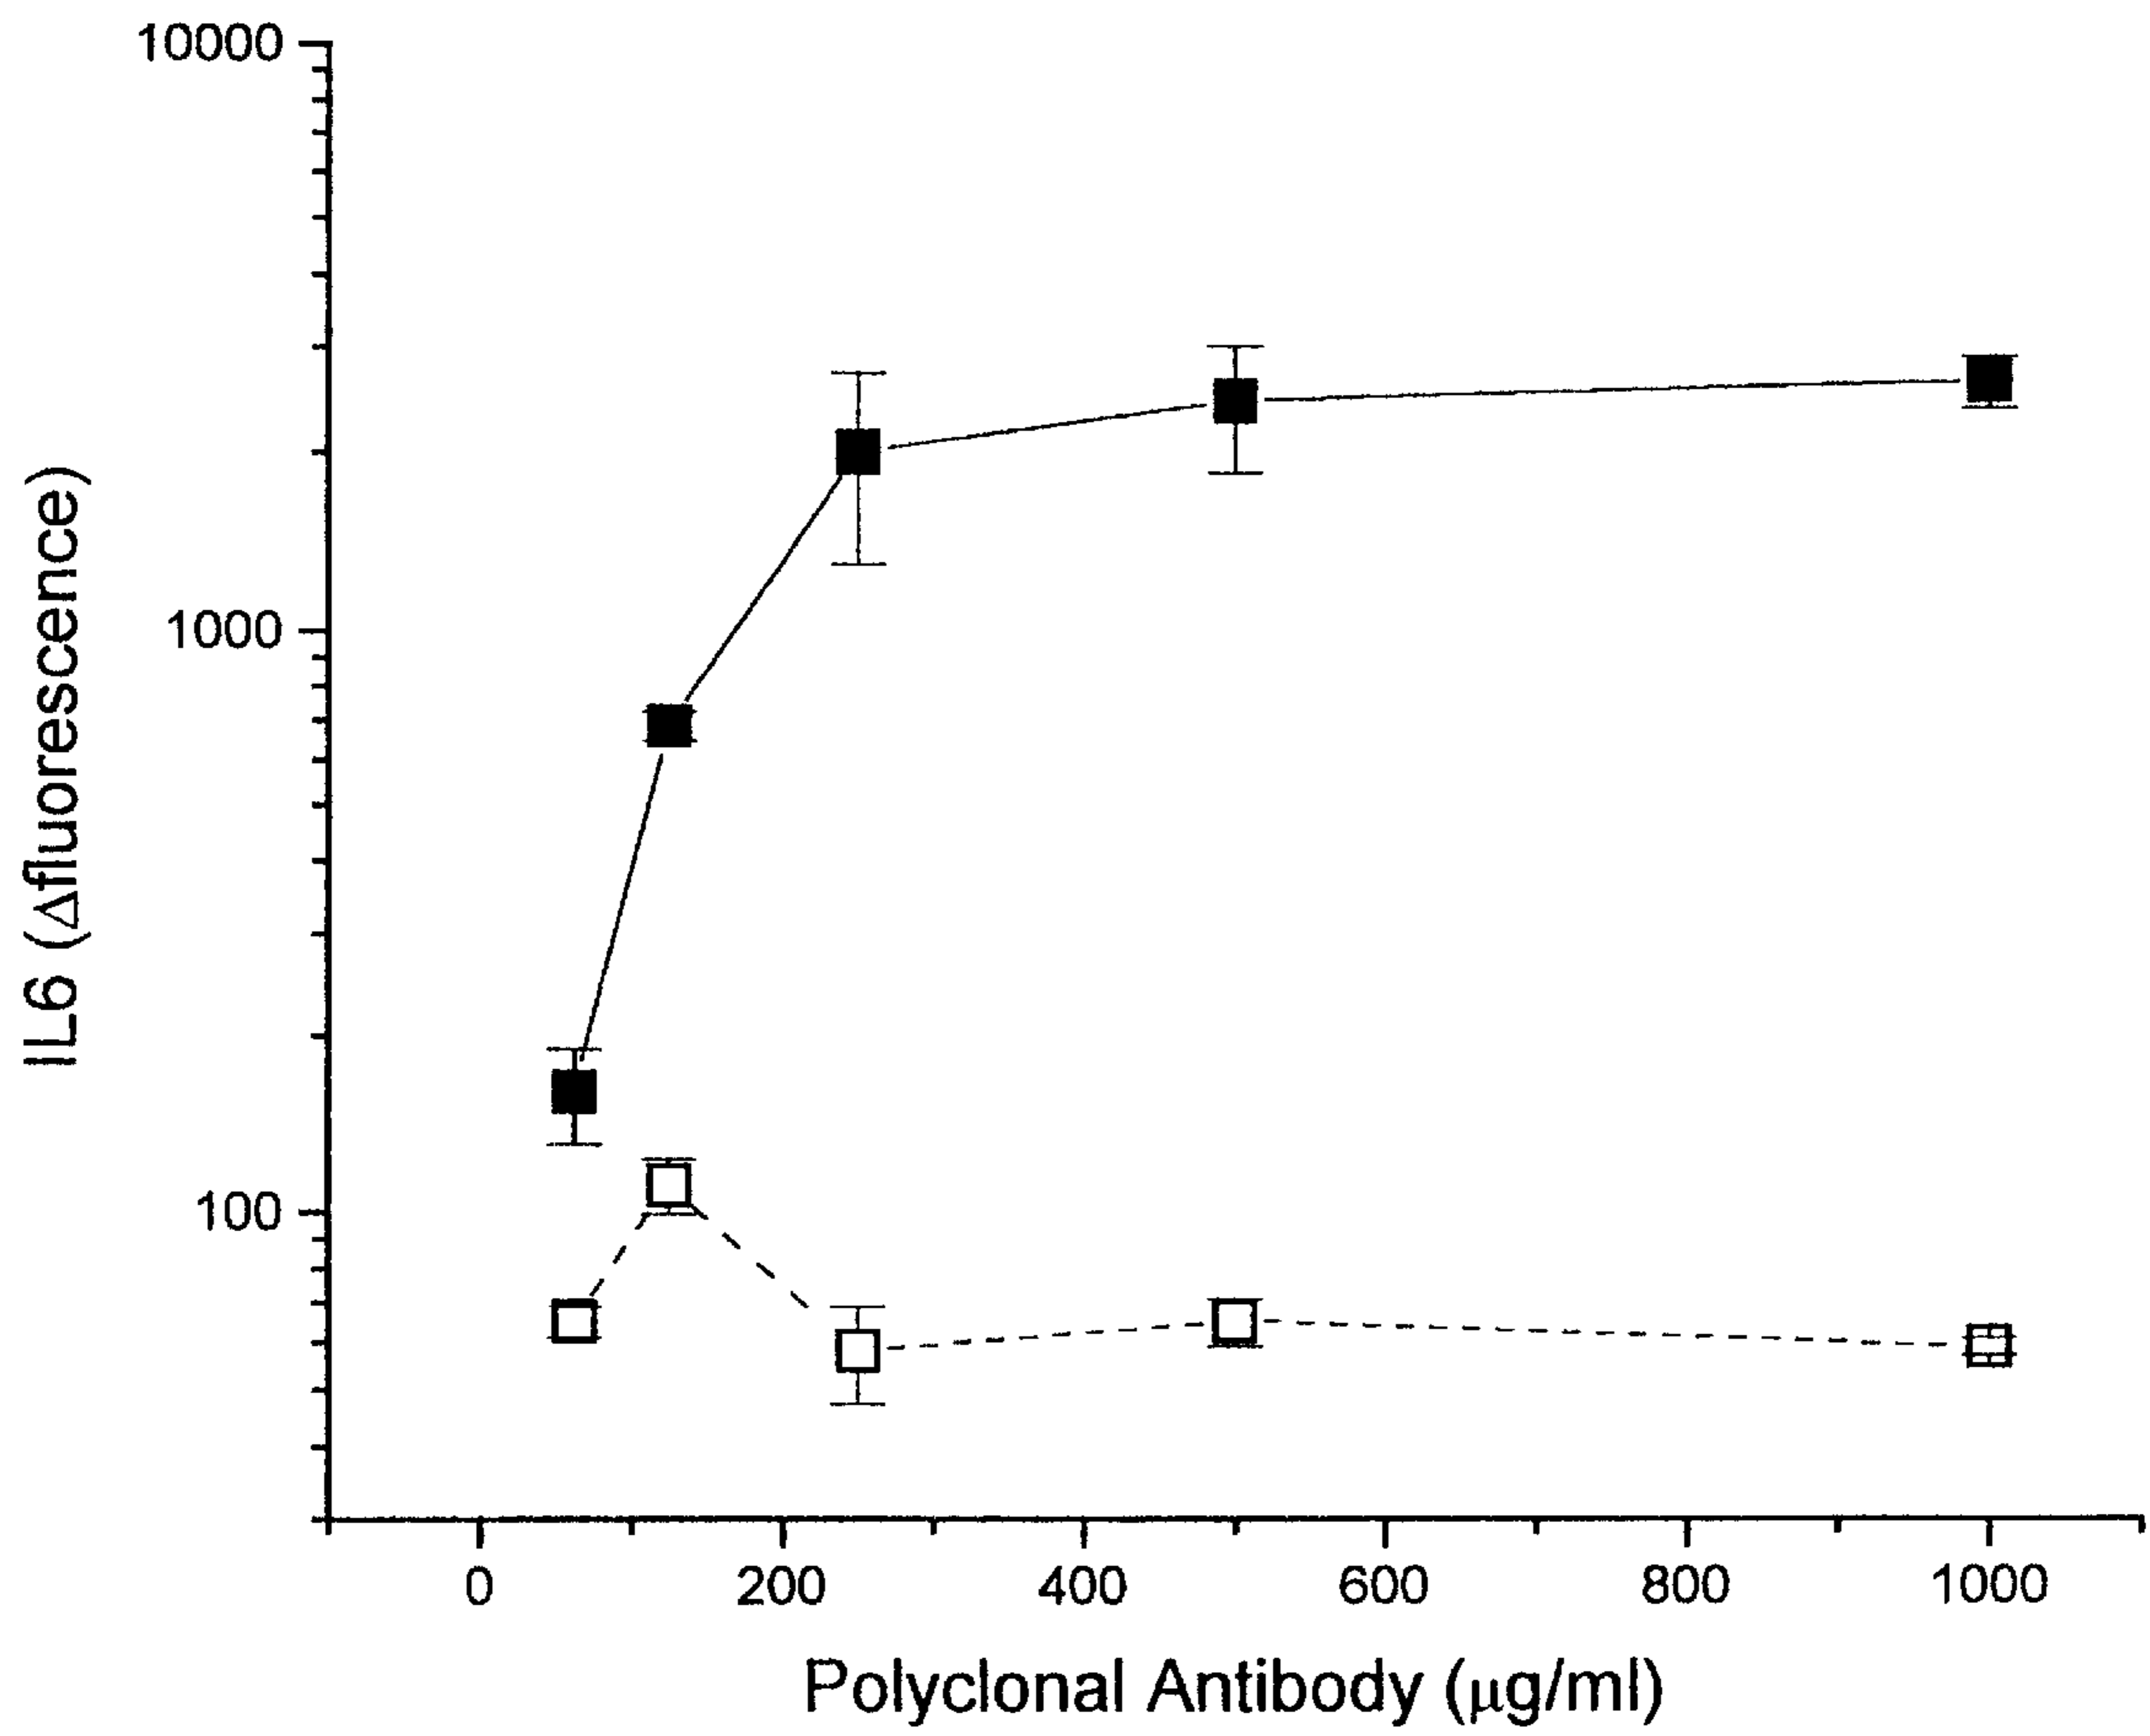 10000
1000
100
IL6 (Δfluorescence)
0 200 400 600 800 1000
Polyclonal Antibody (μg/ml)